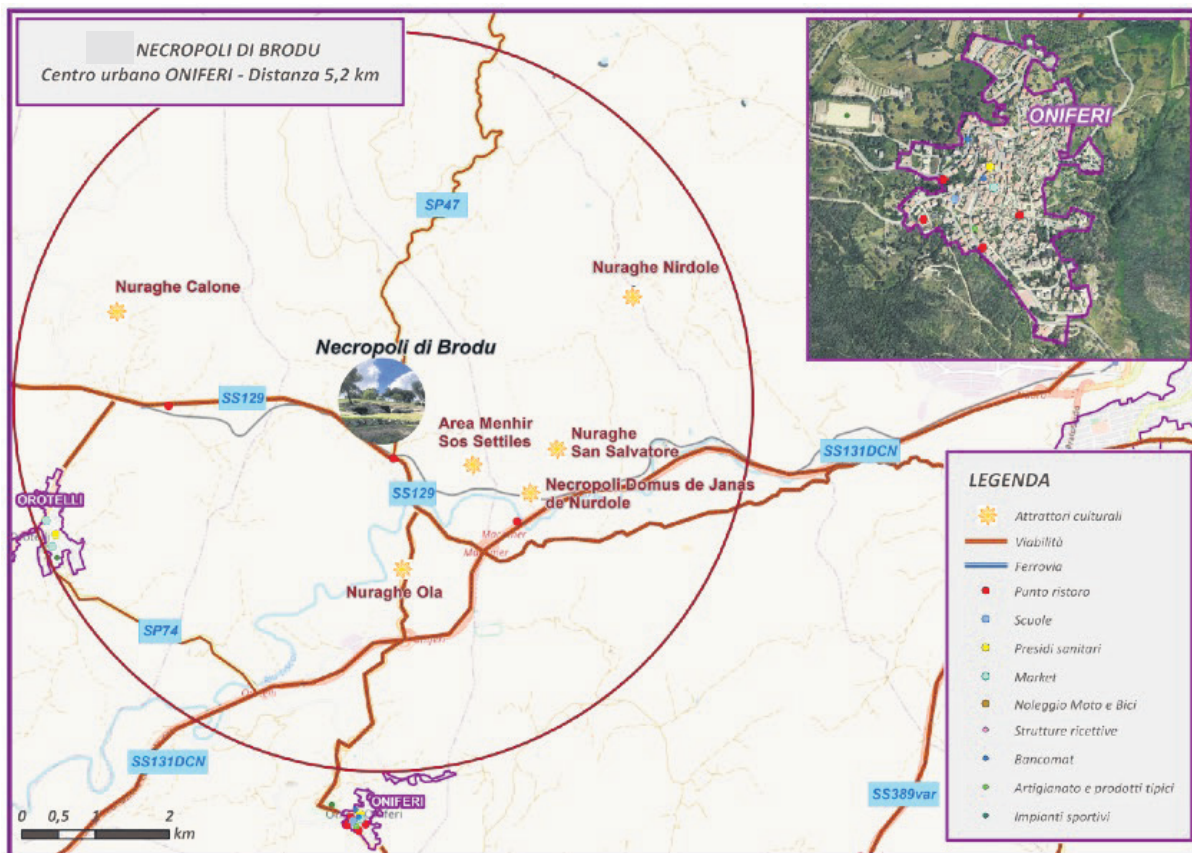 NECROPOLI DI BRODU
Centro urbano ONIFERI - Distanza 5,2 km
ONIFERI
SP47
Nuraghe Calone
Nuraghe Nirdole
Necropoli di Brodu
SS129
Area Menhir
Sos Settiles
Nuraghe
San Salvatore
SS131DCN
SS129
Necropoli Domus de Janas
de Nurdole
OROTELLI
Nuraghe Ola
SP74
SS131DCN
ONIFERI
SS389var
0 0,5 1 2
km
LEGENDA
Attrattori culturali
Viabilità
Ferrovia
Punto ristoro
Scuole
Presidi sanitari
Market
Noleggio Moto e Bici
Strutture ricettive
Bancomat
Artigianato e prodotti tipici
Impianti sportivi